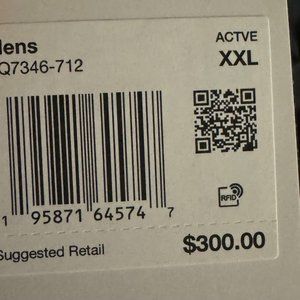 lens
Q7346-712
ACTVE
XXL
RFID
1 95871 64574 7
Suggested Retail
$300.00